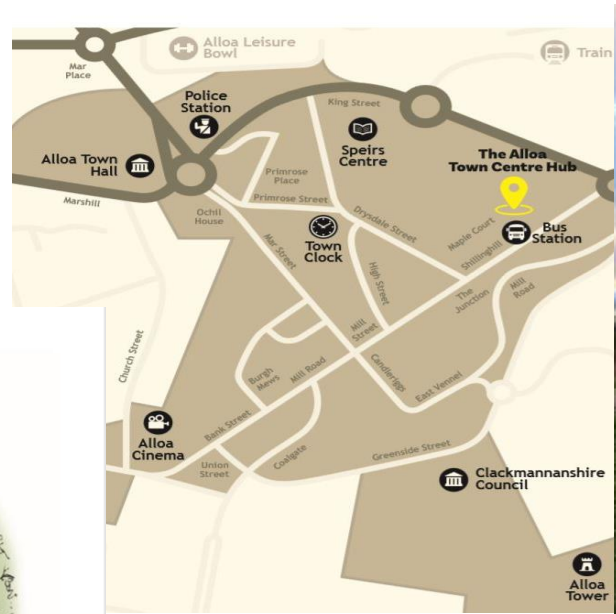 Alloa Leisure
Bowl
Train
Mar
Place
Police
Station
King Street
Speirs
Centre
Alloa Town
Hall
The Alloa
Town Centre Hub
Primrose
Place
Primrose Street
Marshill
Ochil
House
Drysdale Street
Maple Court
Shillinghill
Bus
Station
Town
Clock
Mar Street
High Street
The
Junction
Mill
Road
Mill
Street
Church Street
Burgh
Mews
Mill Road
Candleriggs
East Vennel
Bank Street
Alloa
Cinema
Union
Street
Coalgate
Greenside Street
Clackmannanshire
Council
Alloa
Tower